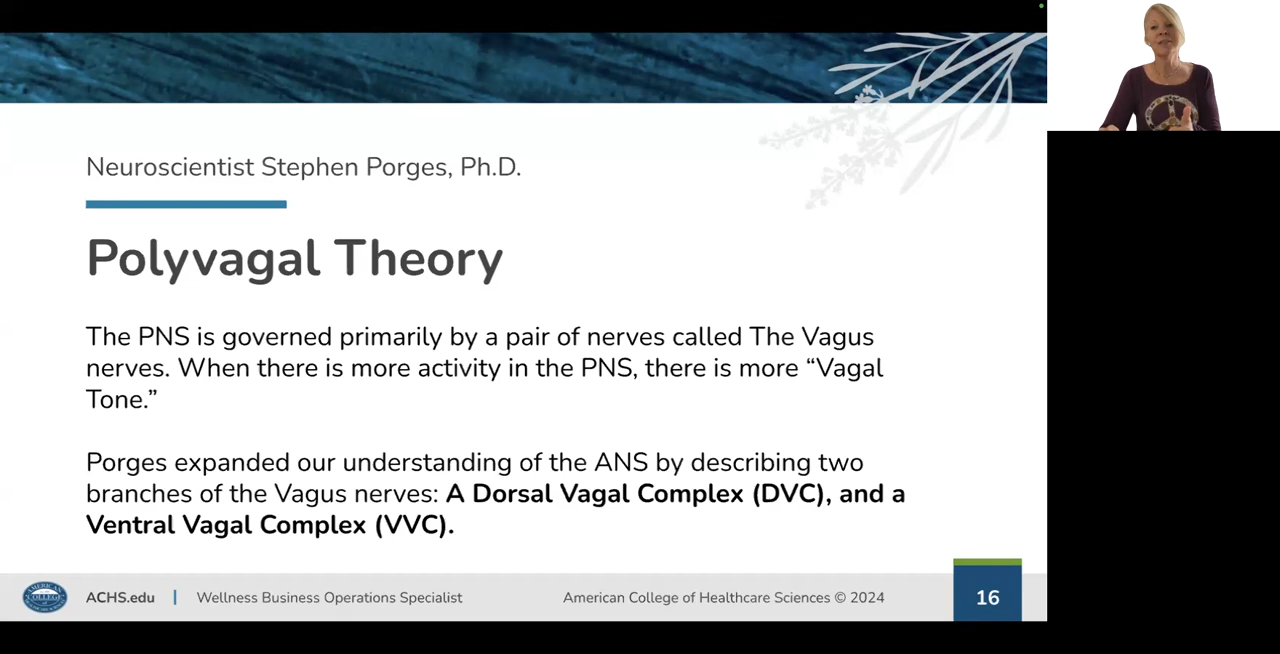 Neuroscientist Stephen Porges, Ph.D.
Polyvagal Theory
The PNS is governed primarily by a pair of nerves called The Vagus
nerves. When there is more activity in the PNS, there is more “Vagal
Tone.”
Porges expanded our understanding of the ANS by describing two
branches of the Vagus nerves: A Dorsal Vagal Complex (DVC), and a
Ventral Vagal Complex (VVC).
ACHS.edu | Wellness Business Operations Specialist American College of Healthcare Sciences © 2024 16